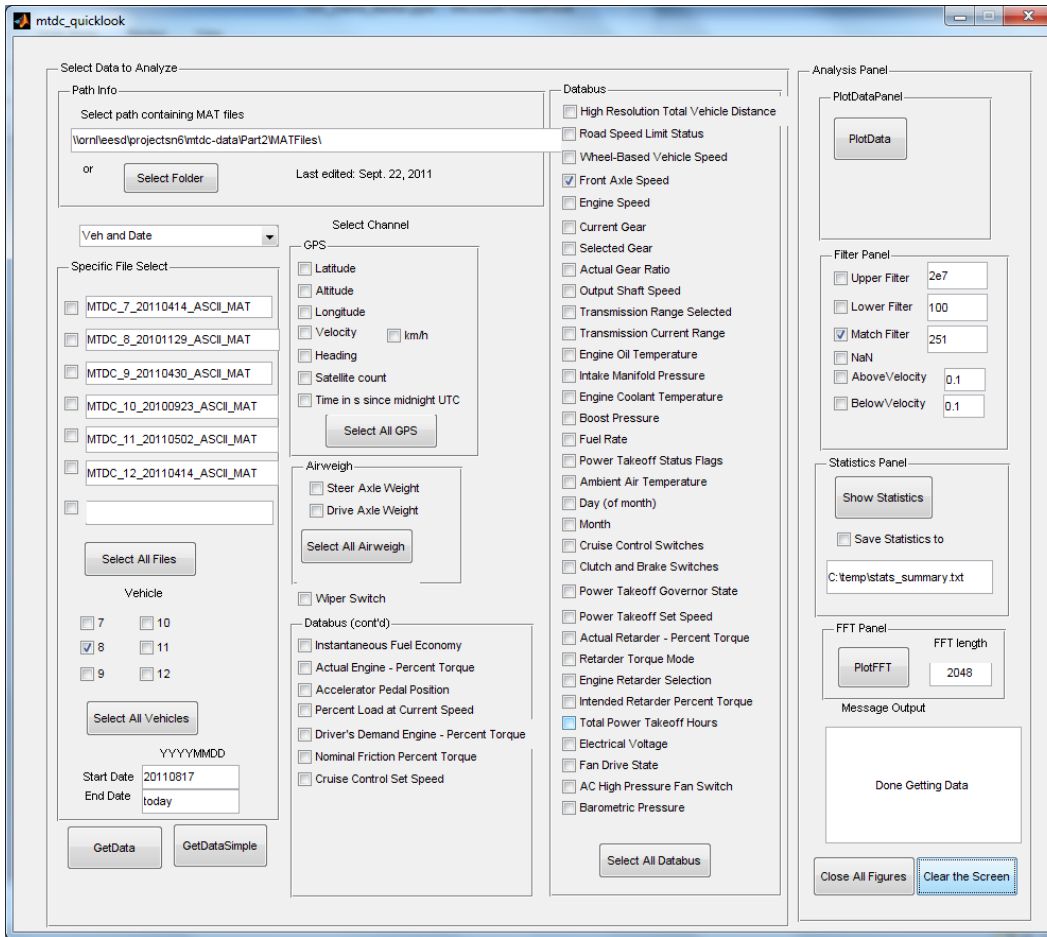 mtdc_quicklook
Select Data to Analyze
Path Info
Select path containing MAT files
\\ornl\eesd\projectsn6\mtdc-data\Part2\MATFiles\
or
Select Folder
Last edited: Sept. 22, 2011
Veh and Date
Specific File Select
MTDC_7_20110414_ASCII_MAT
MTDC_8_20101129_ASCII_MAT
MTDC_9_20110430_ASCII_MAT
MTDC_10_20100923_ASCII_MAT
MTDC_11_20110502_ASCII_MAT
MTDC_12_20110414_ASCII_MAT
Select All Files
Vehicle
7 10
8 11
9 12
Select All Vehicles
YYYYMMDD
Start Date 20110817
End Date today
GetData
GetDataSimple
Select Channel
GPS
Latitude
Altitude
Longitude
Velocity km/h
Heading
Satellite count
Time in s since midnight UTC
Select All GPS
Airweigh
Steer Axle Weight
Drive Axle Weight
Select All Airweigh
Wiper Switch
Databus (cont'd)
Instantaneous Fuel Economy
Actual Engine - Percent Torque
Accelerator Pedal Position
Percent Load at Current Speed
Driver's Demand Engine - Percent Torque
Nominal Friction Percent Torque
Cruise Control Set Speed
Databus
High Resolution Total Vehicle Distance
Road Speed Limit Status
Wheel-Based Vehicle Speed
Front Axle Speed
Engine Speed
Current Gear
Selected Gear
Actual Gear Ratio
Output Shaft Speed
Transmission Range Selected
Transmission Current Range
Engine Oil Temperature
Intake Manifold Pressure
Engine Coolant Temperature
Boost Pressure
Fuel Rate
Power Takeoff Status Flags
Ambient Air Temperature
Day (of month)
Month
Cruise Control Switches
Clutch and Brake Switches
Power Takeoff Governor State
Power Takeoff Set Speed
Actual Retarder - Percent Torque
Retarder Torque Mode
Engine Retarder Selection
Intended Retarder Percent Torque
Total Power Takeoff Hours
Electrical Voltage
Fan Drive State
AC High Pressure Fan Switch
Barometric Pressure
Select All Databus
Analysis Panel
PlotDataPanel
PlotData
Filter Panel
Upper Filter 2e7
Lower Filter 100
Match Filter 251
NaN
AboveVelocity 0.1
BelowVelocity 0.1
Statistics Panel
Show Statistics
Save Statistics to
C:\temp\stats_summary.txt
FFT Panel
FFT length
PlotFFT 2048
Message Output
Done Getting Data
Close All Figures
Clear the Screen